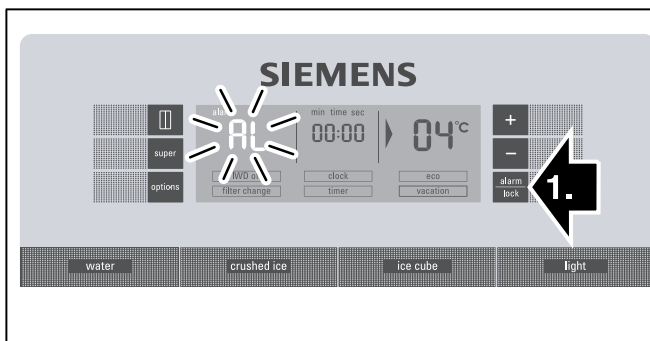 SIEMENS
alarm
AL
min time sec
00:00
04°C
+
super
−
options
alarm
lock
1.
clock
eco
filter change
timer
vacation
water
crushed ice
ice cube
light